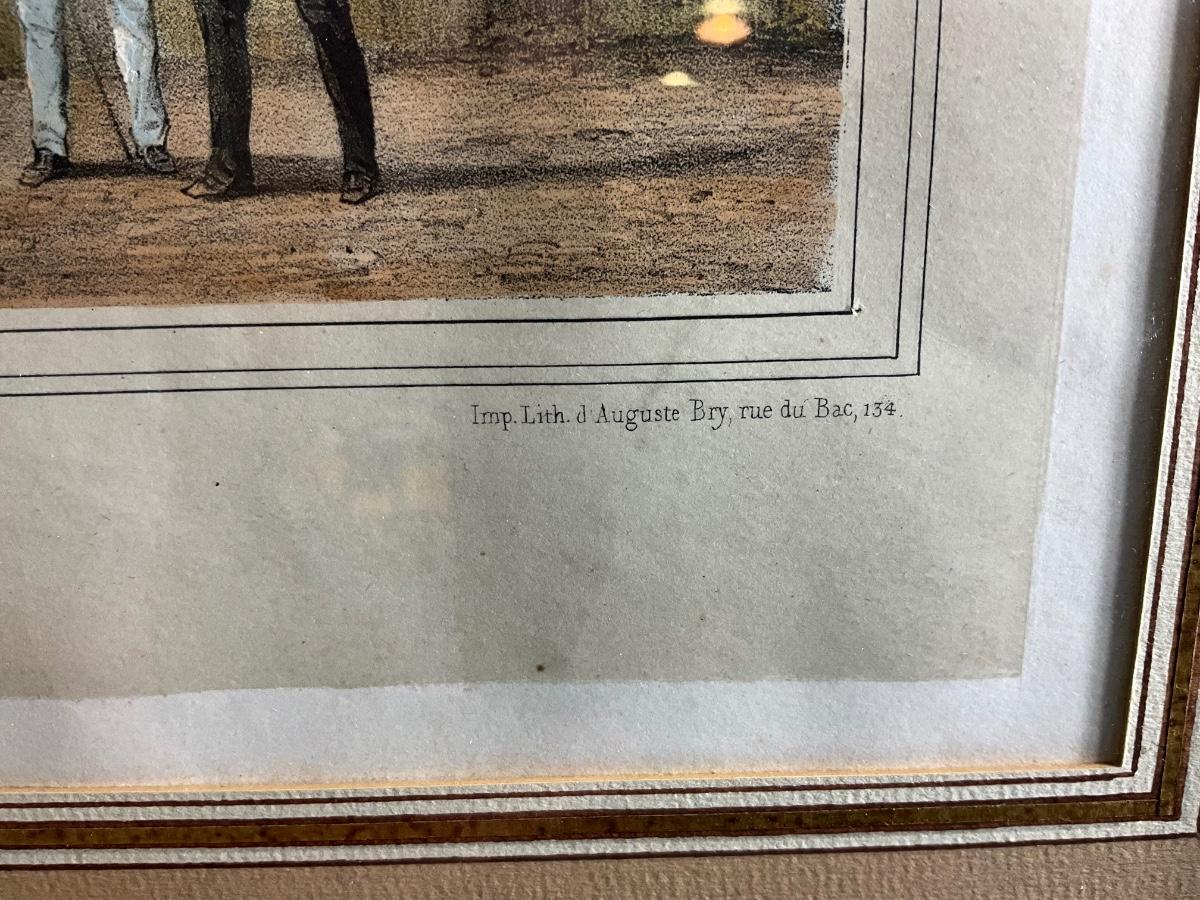 Imp. Lith. d'Auguste Bry, rue du Bac, 134.